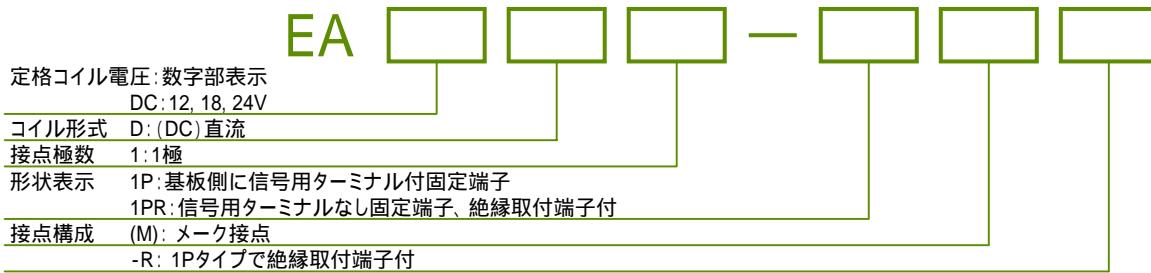 EA —
定格コイル電圧:数字部表示
DC:12, 18, 24V
コイル形式 D:(DC)直流
接点極数 1:1極
形状表示 1P:基板側に信号用ターミナル付固定端子
1PR:信号用ターミナルなし固定端子、絶縁取付端子付
接点構成 (M):メーク接点
-R: 1Pタイプで絶縁取付端子付